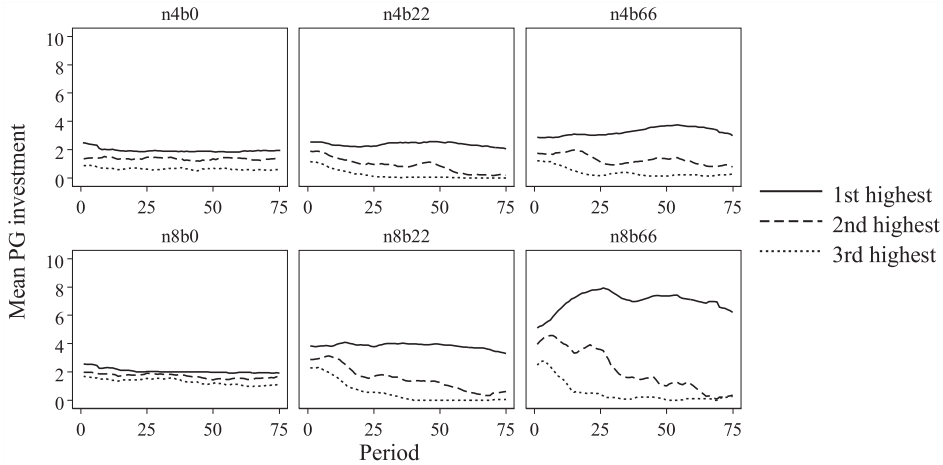 n4b0 n4b22 n4b66
10
8
6
4
2
0
0 25 50 75 0 25 50 75 0 25 50 75
n8b0 n8b22 n8b66
10
8
6
4
2
0
0 25 50 75 0 25 50 75 0 25 50 75
Mean PG investment
Period
1st highest
2nd highest
3rd highest